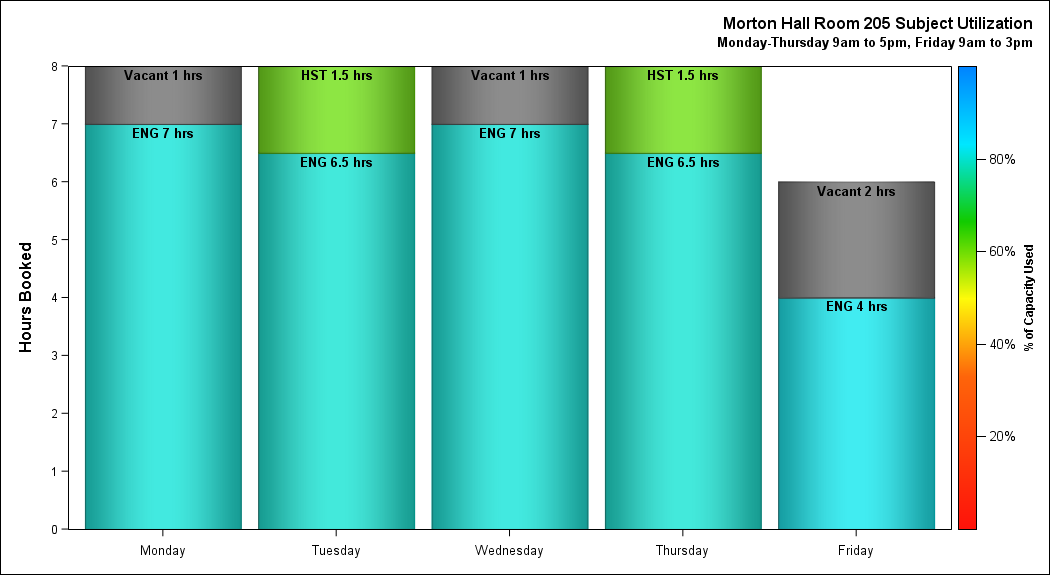 Morton Hall Room 205 Subject Utilization
Monday-Thursday 9am to 5pm, Friday 9am to 3pm
Hours Booked
8
7
6
5
4
3
2
1
0
Vacant 1 hrs
ENG 7 hrs
HST 1.5 hrs
ENG 6.5 hrs
Vacant 1 hrs
ENG 7 hrs
HST 1.5 hrs
ENG 6.5 hrs
Vacant 2 hrs
ENG 4 hrs
Monday
Tuesday
Wednesday
Thursday
Friday
80%
60%
40%
20%
% of Capacity Used